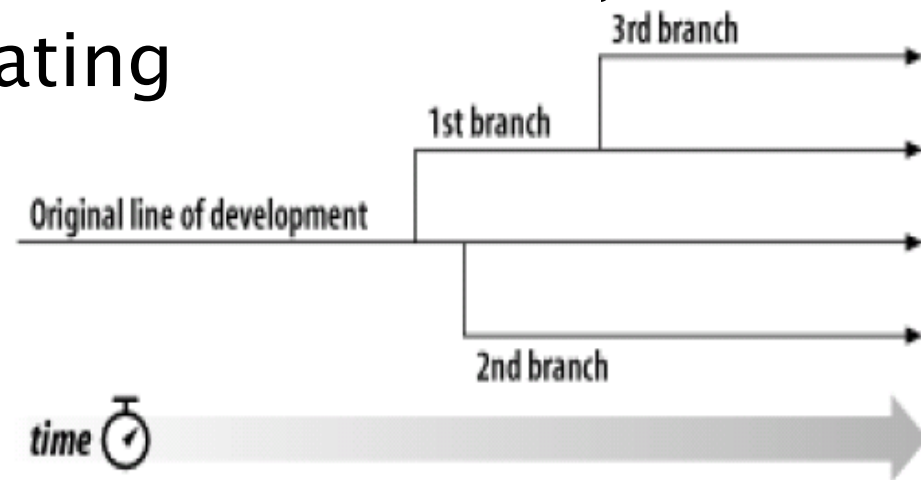 ating
3rd branch
1st branch
Original line of development
2nd branch
time